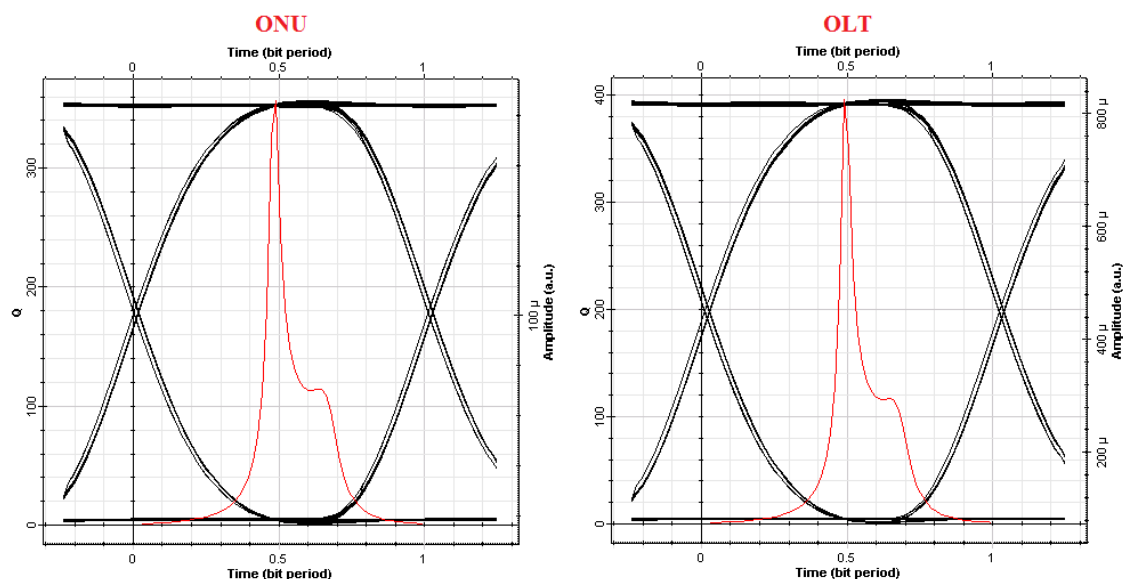 ONU
Time (bit period)
0 0.5 1
Q
0 100 200 300
100 µ
Amplitude (a.u.)
0 0.5 1
Time (bit period)
OLT
Time (bit period)
0 0.5 1
Q
0 100 200 300 400
200 µ 400 µ 600 µ 800 µ
Amplitude (a.u.)
0 0.5 1
Time (bit period)